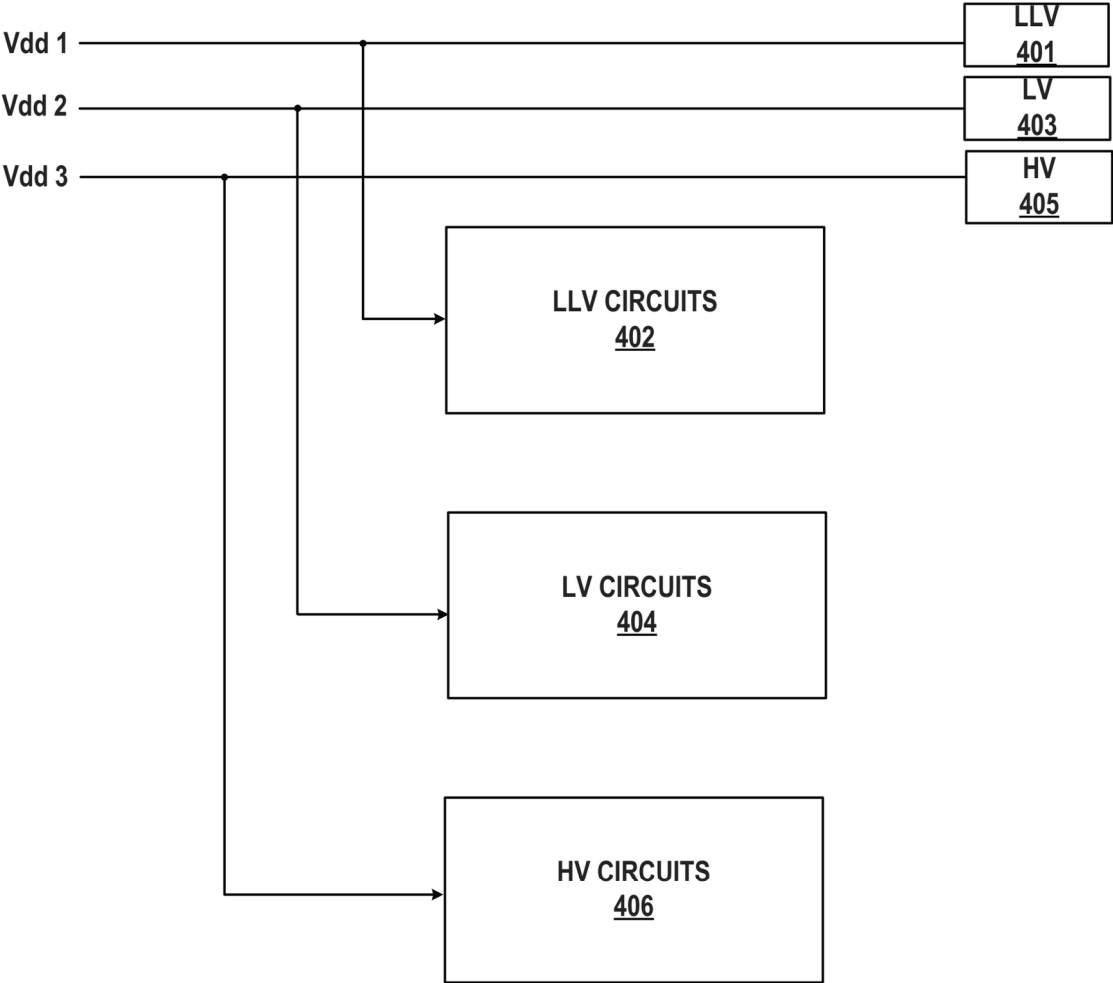 Vdd 1
LLV
401
Vdd 2
LV
403
Vdd 3
HV
405
LLV CIRCUITS
402
LV CIRCUITS
404
HV CIRCUITS
406